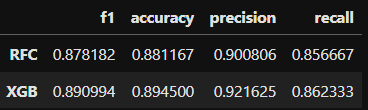 f1 accuracy precision recall
RFC 0.878182 0.881167 0.900806 0.856667
XGB 0.890994 0.894500 0.921625 0.862333